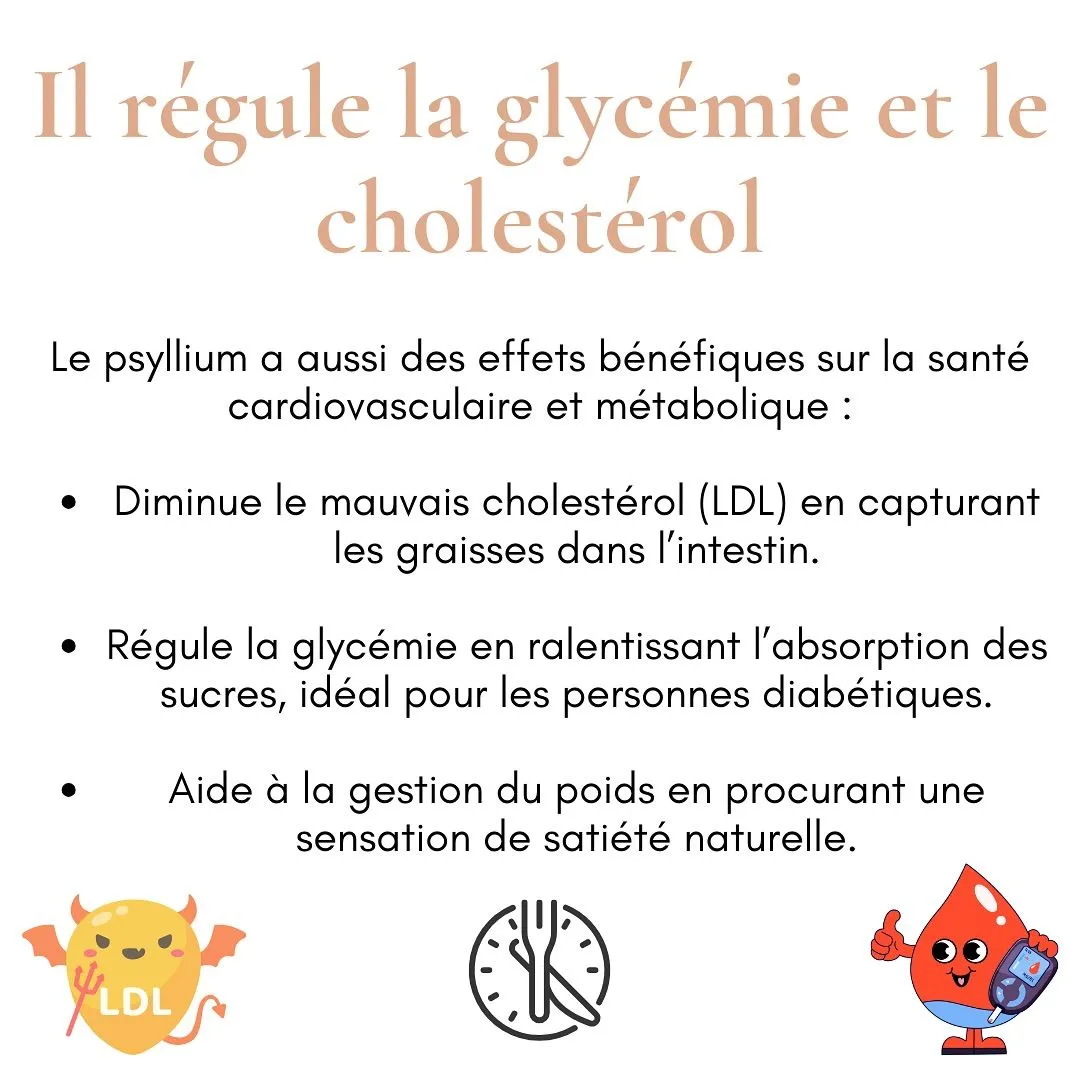 Il régule la glycémie et le
cholestérol
Le psyllium a aussi des effets bénéfiques sur la santé
cardiovasculaire et métabolique :
• Diminue le mauvais cholestérol (LDL) en capturant
les graisses dans l’intestin.
• Régule la glycémie en ralentissant l’absorption des
sucres, idéal pour les personnes diabétiques.
• Aide à la gestion du poids en procurant une
sensation de satiété naturelle.
LDL